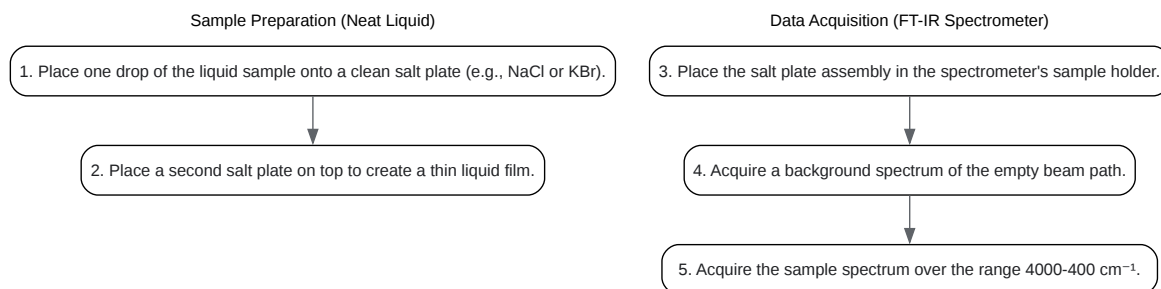 Sample Preparation (Neat Liquid)
1. Place one drop of the liquid sample onto a clean salt plate (e.g., NaCl or KBr).
2. Place a second salt plate on top to create a thin liquid film.
Data Acquisition (FT-IR Spectrometer)
3. Place the salt plate assembly in the spectrometer's sample holder.
4. Acquire a background spectrum of the empty beam path.
5. Acquire the sample spectrum over the range 4000-400 cm⁻¹.